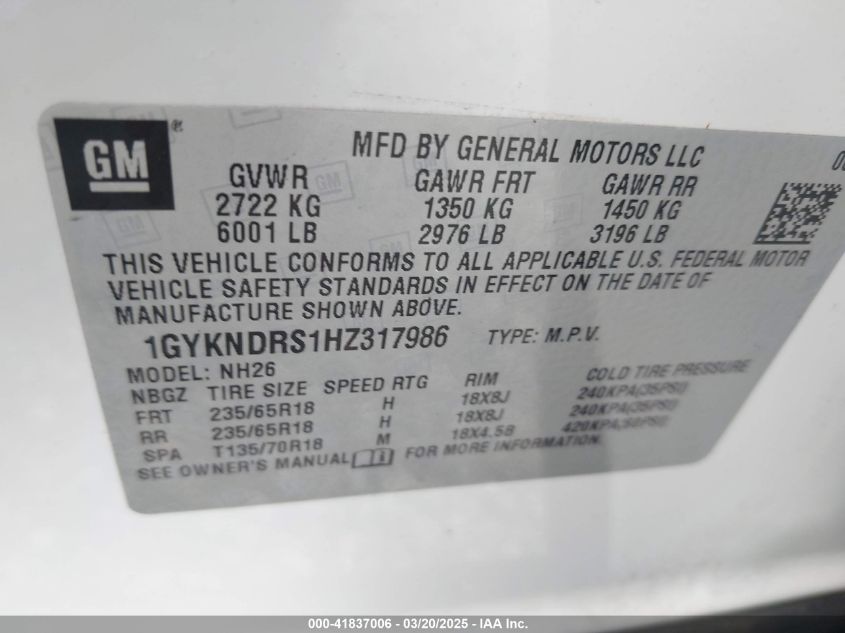 GM ®
MFD BY GENERAL MOTORS LLC
GVWR GAWR FRT GAWR RR
2722 KG 1350 KG 1450 KG
6001 LB 2976 LB 3196 LB
THIS VEHICLE CONFORMS TO ALL APPLICABLE U.S. FEDERAL MOTOR
VEHICLE SAFETY STANDARDS IN EFFECT ON THE DATE OF
MANUFACTURE SHOWN ABOVE.
1GYKNDRS1HZ317986 TYPE: M.P.V.
MODEL: NH26
NBGZ TIRE SIZE SPEED RTG RIM COLD TIRE PRESSURE
FRT 235/65R18 H 18X8J 240KPA(35PSI)
RR 235/65R18 H 18X8J 240KPA(35PSI)
SPA T135/70R18 M 18X4.5B 420KPA(60PSI)
SEE OWNER'S MANUAL FOR MORE INFORMATION.
000-41837006 — 03/20/2025 — IAA Inc.